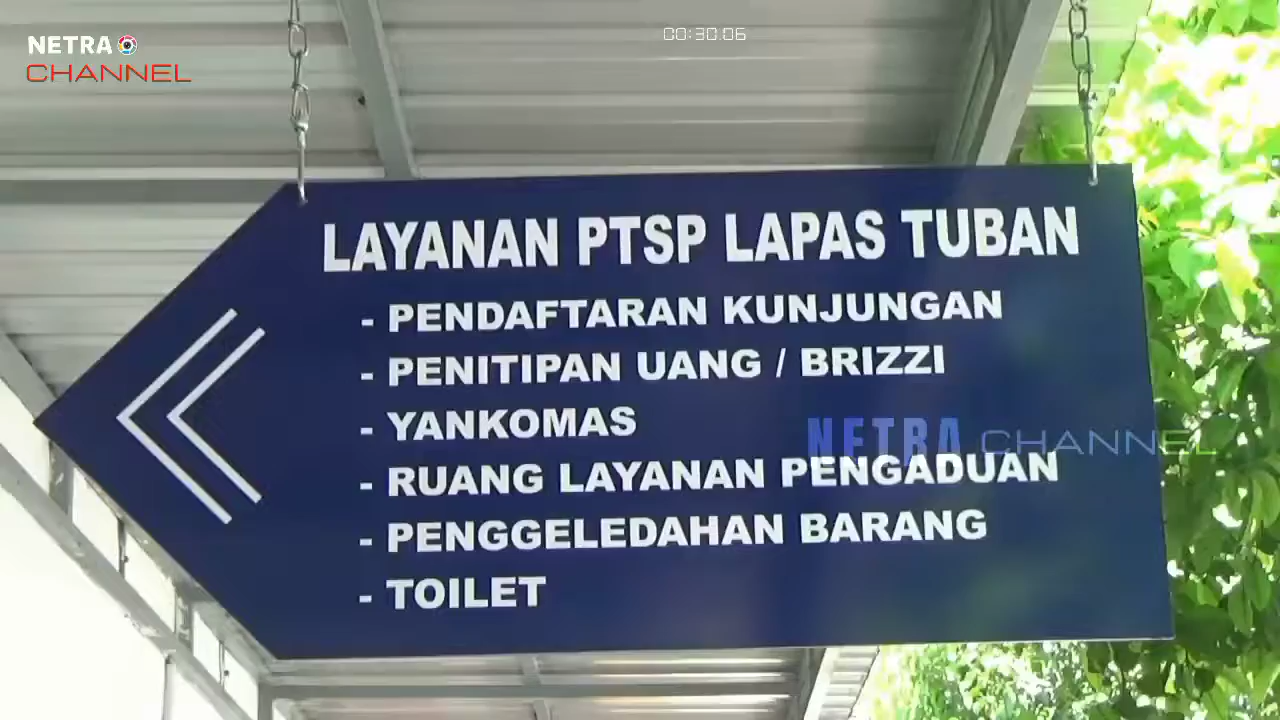 NETRA
CHANNEL
00:30.06
LAYANAN PTSP LAPAS TUBAN
- PENDAFTARAN KUNJUNGAN
- PENITIPAN UANG / BRIZZI
- YANKOMAS
NETRA CHANNEL
- RUANG LAYANAN PENGADUAN
- PENGGELEDAHAN BARANG
- TOILET